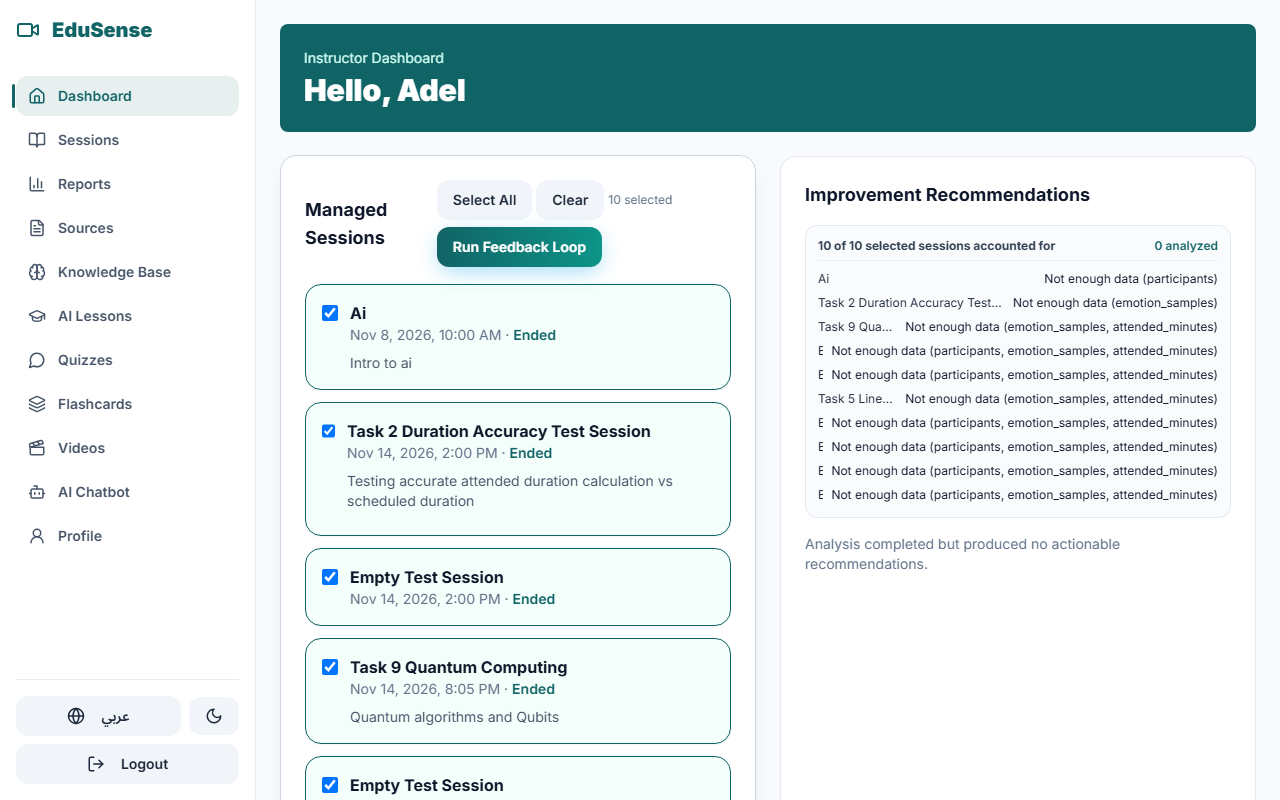 EduSense
Dashboard
Sessions
Reports
Sources
Knowledge Base
AI Lessons
Quizzes
Flashcards
Videos
AI Chatbot
Profile
عربي
Logout
Instructor Dashboard
Hello, Adel
Managed
Sessions
Select All
Clear
10 selected
Run Feedback Loop
Ai
Nov 8, 2026, 10:00 AM · Ended
Intro to ai
Task 2 Duration Accuracy Test Session
Nov 14, 2026, 2:00 PM · Ended
Testing accurate attended duration calculation vs
scheduled duration
Empty Test Session
Nov 14, 2026, 2:00 PM · Ended
Task 9 Quantum Computing
Nov 14, 2026, 8:05 PM · Ended
Quantum algorithms and Qubits
Empty Test Session
Improvement Recommendations
10 of 10 selected sessions accounted for 0 analyzed
Ai Not enough data (participants)
Task 2 Duration Accuracy Test... Not enough data (emotion_samples)
Task 9 Qua... Not enough data (emotion_samples, attended_minutes)
E Not enough data (participants, emotion_samples, attended_minutes)
E Not enough data (participants, emotion_samples, attended_minutes)
Task 5 Line... Not enough data (emotion_samples, attended_minutes)
E Not enough data (participants, emotion_samples, attended_minutes)
E Not enough data (participants, emotion_samples, attended_minutes)
E Not enough data (participants, emotion_samples, attended_minutes)
E Not enough data (participants, emotion_samples, attended_minutes)
Analysis completed but produced no actionable
recommendations.